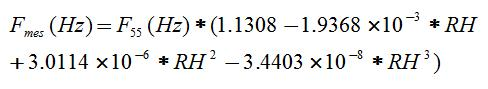 F_mes (Hz) = F_55 (Hz) * (1.1308 − 1.9368 ×10^−3 * RH
+3.0114 ×10^−6 * RH^2 − 3.4403 ×10^−8 * RH^3)